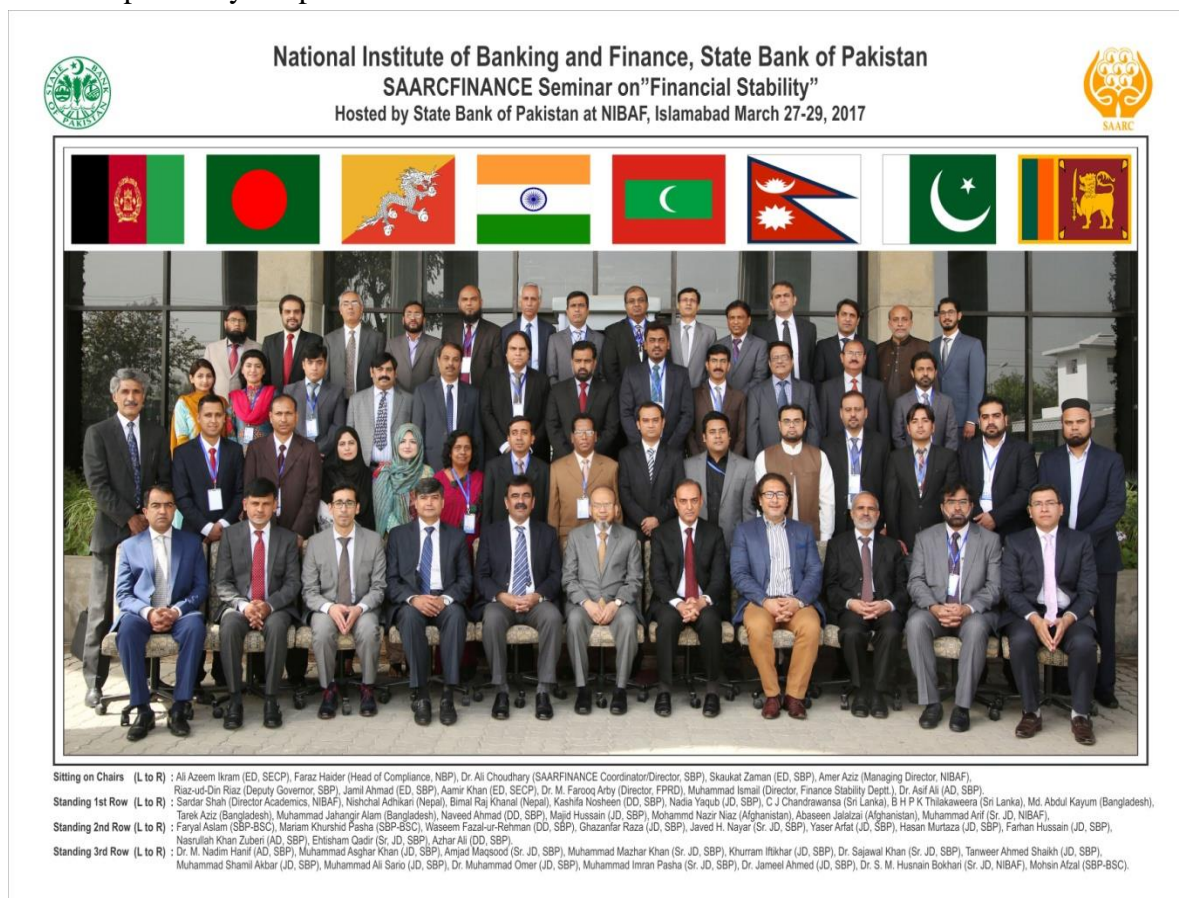 National Institute of Banking and Finance, State Bank of Pakistan
SAARCFINANCE Seminar on"Financial Stability"
Hosted by State Bank of Pakistan at NIBAF, Islamabad March 27-29, 2017
STATE BANK OF PAKISTAN
SAARC
Sitting on Chairs (L to R) : Ali Azeem Ikram (ED, SECP), Faraz Haider (Head of Compliance, NBP), Dr. Ali Choudhary (SAARFINANCE Coordinator/Director, SBP), Skaukat Zaman (ED, SBP), Amer Aziz (Managing Director, NIBAF),
Riaz-ud-Din Riaz (Deputy Governor, SBP), Jamil Ahmad (ED, SBP), Aamir Khan (ED, SECP), Dr. M. Farooq Arby (Director, FPRD), Muhammad Ismail (Director, Finance Stability Deptt.), Dr. Asif Ali (AD, SBP).
Standing 1st Row (L to R) : Sardar Shah (Director Academics, NIBAF), Nishchal Adhikari (Nepal), Bimal Raj Khanal (Nepal), Kashifa Nosheen (DD, SBP), Nadia Yaqub (JD, SBP), C J Chandrawansa (Sri Lanka), B H P K Thilakaweera (Sri Lanka), Md. Abdul Kayum (Bangladesh),
Tarek Aziz (Bangladesh), Muhammad Jahangir Alam (Bangladesh), Naveed Ahmad (DD, SBP), Majid Hussain (JD, SBP), Mohammd Nazir Niaz (Afghanistan), Abaseen Jalalzai (Afghanistan), Muhammad Arif (Sr. JD, NIBAF),
Standing 2nd Row (L to R) : Faryal Aslam (SBP-BSC), Mariam Khurshid Pasha (SBP-BSC), Waseem Fazal-ur-Rehman (DD, SBP), Ghazanfar Raza (JD, SBP), Javed H. Nayar (Sr. JD, SBP), Yaser Arfat (JD, SBP), Hasan Murtaza (JD, SBP), Farhan Hussain (JD, SBP),
Nasrullah Khan Zuberi (AD, SBP), Ehtisham Qadir (Sr, JD, SBP), Azhar Ali (DD, SBP).
Standing 3rd Row (L to R) : Dr. M. Nadim Hanif (AD, SBP), Muhammad Asghar Khan (JD, SBP), Amjad Maqsood (Sr. JD, SBP), Muhammad Mazhar Khan (Sr. JD, SBP), Khurram Iftikhar (JD, SBP), Dr. Sajawal Khan (Sr. JD, SBP), Tanweer Ahmed Shaikh (JD, SBP),
Muhammad Shamil Akbar (JD, SBP), Muhammad Ali Sario (JD, SBP), Dr. Muhammad Omer (JD, SBP), Muhammad Imran Pasha (Sr. JD, SBP), Dr. Jameel Ahmed (JD, SBP), Dr. S. M. Husnain Bokhari (Sr. JD, NIBAF), Mohsin Afzal (SBP-BSC).